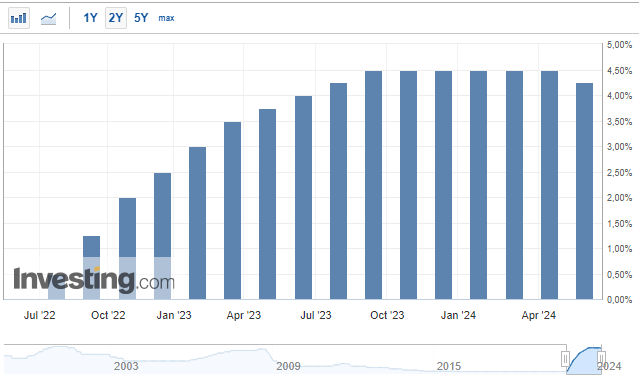 1Y 2Y 5Y max
5,00%
4,50%
4,00%
3,50%
3,00%
2,50%
2,00%
1,50%
1,00%
0,50%
0,00%
Investing.com
Jul '22 Oct '22 Jan '23 Apr '23 Jul '23 Oct '23 Jan '24 Apr '24
2003 2009 2015 2024